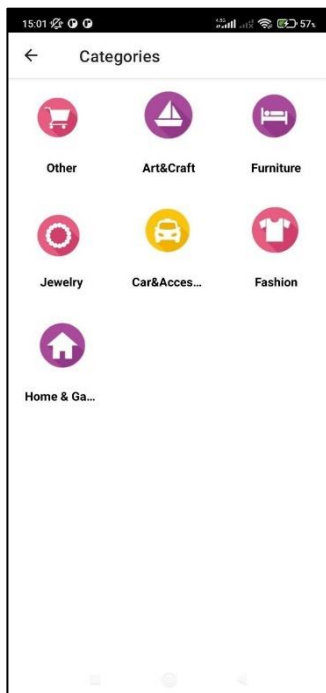 15:01 57%
Categories
Other Art&Craft Furniture
Jewelry Car&Acces... Fashion
Home & Ga...